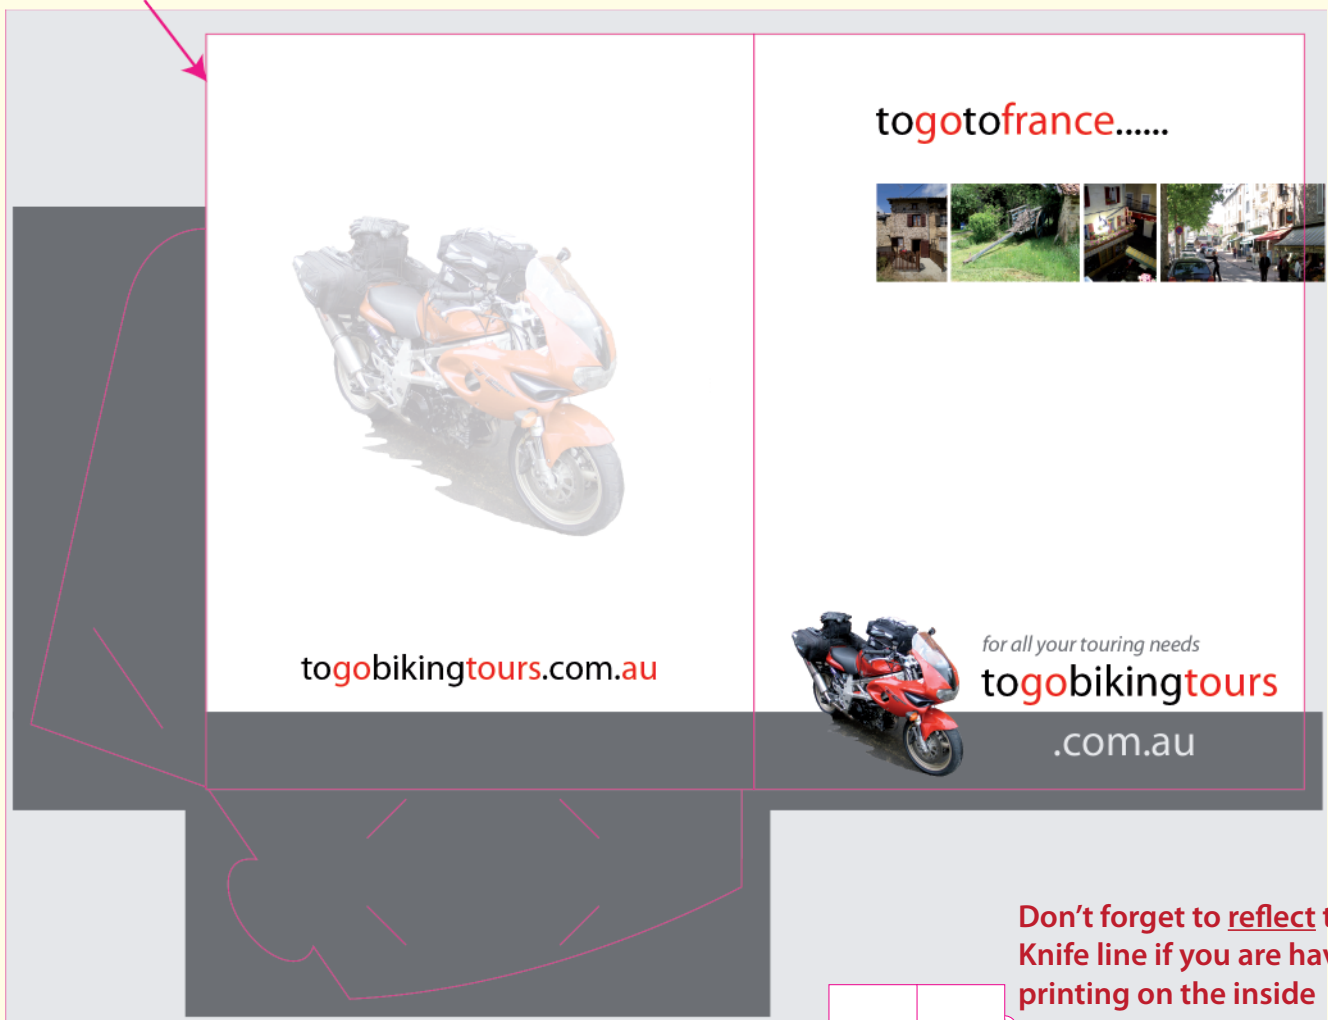 togotofrance......
for all your touring needs
togobikingtours
togobikingtours.com.au
.com.au
Don't forget to reflect
Knife line if you are
printing on the inside